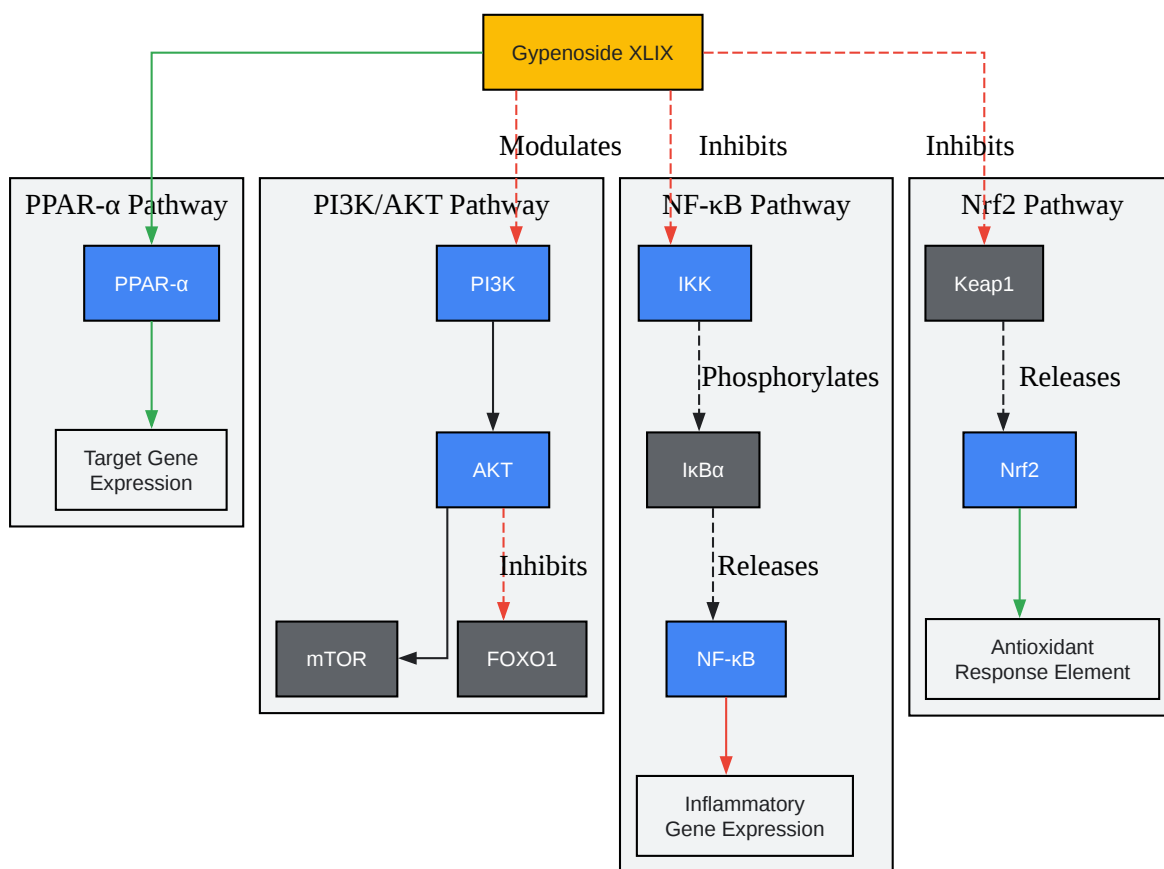 Gypenoside XLIX
Modulates
Inhibits
Inhibits
PPAR-α Pathway
PI3K/AKT Pathway
NF-κB Pathway
Nrf2 Pathway
PPAR-α
PI3K
IKK
Keap1
Phosphorylates
Releases
Target Gene
Expression
AKT
IκBα
Nrf2
Inhibits
Releases
mTOR
FOXO1
NF-κB
Antioxidant
Response Element
Inflammatory
Gene Expression